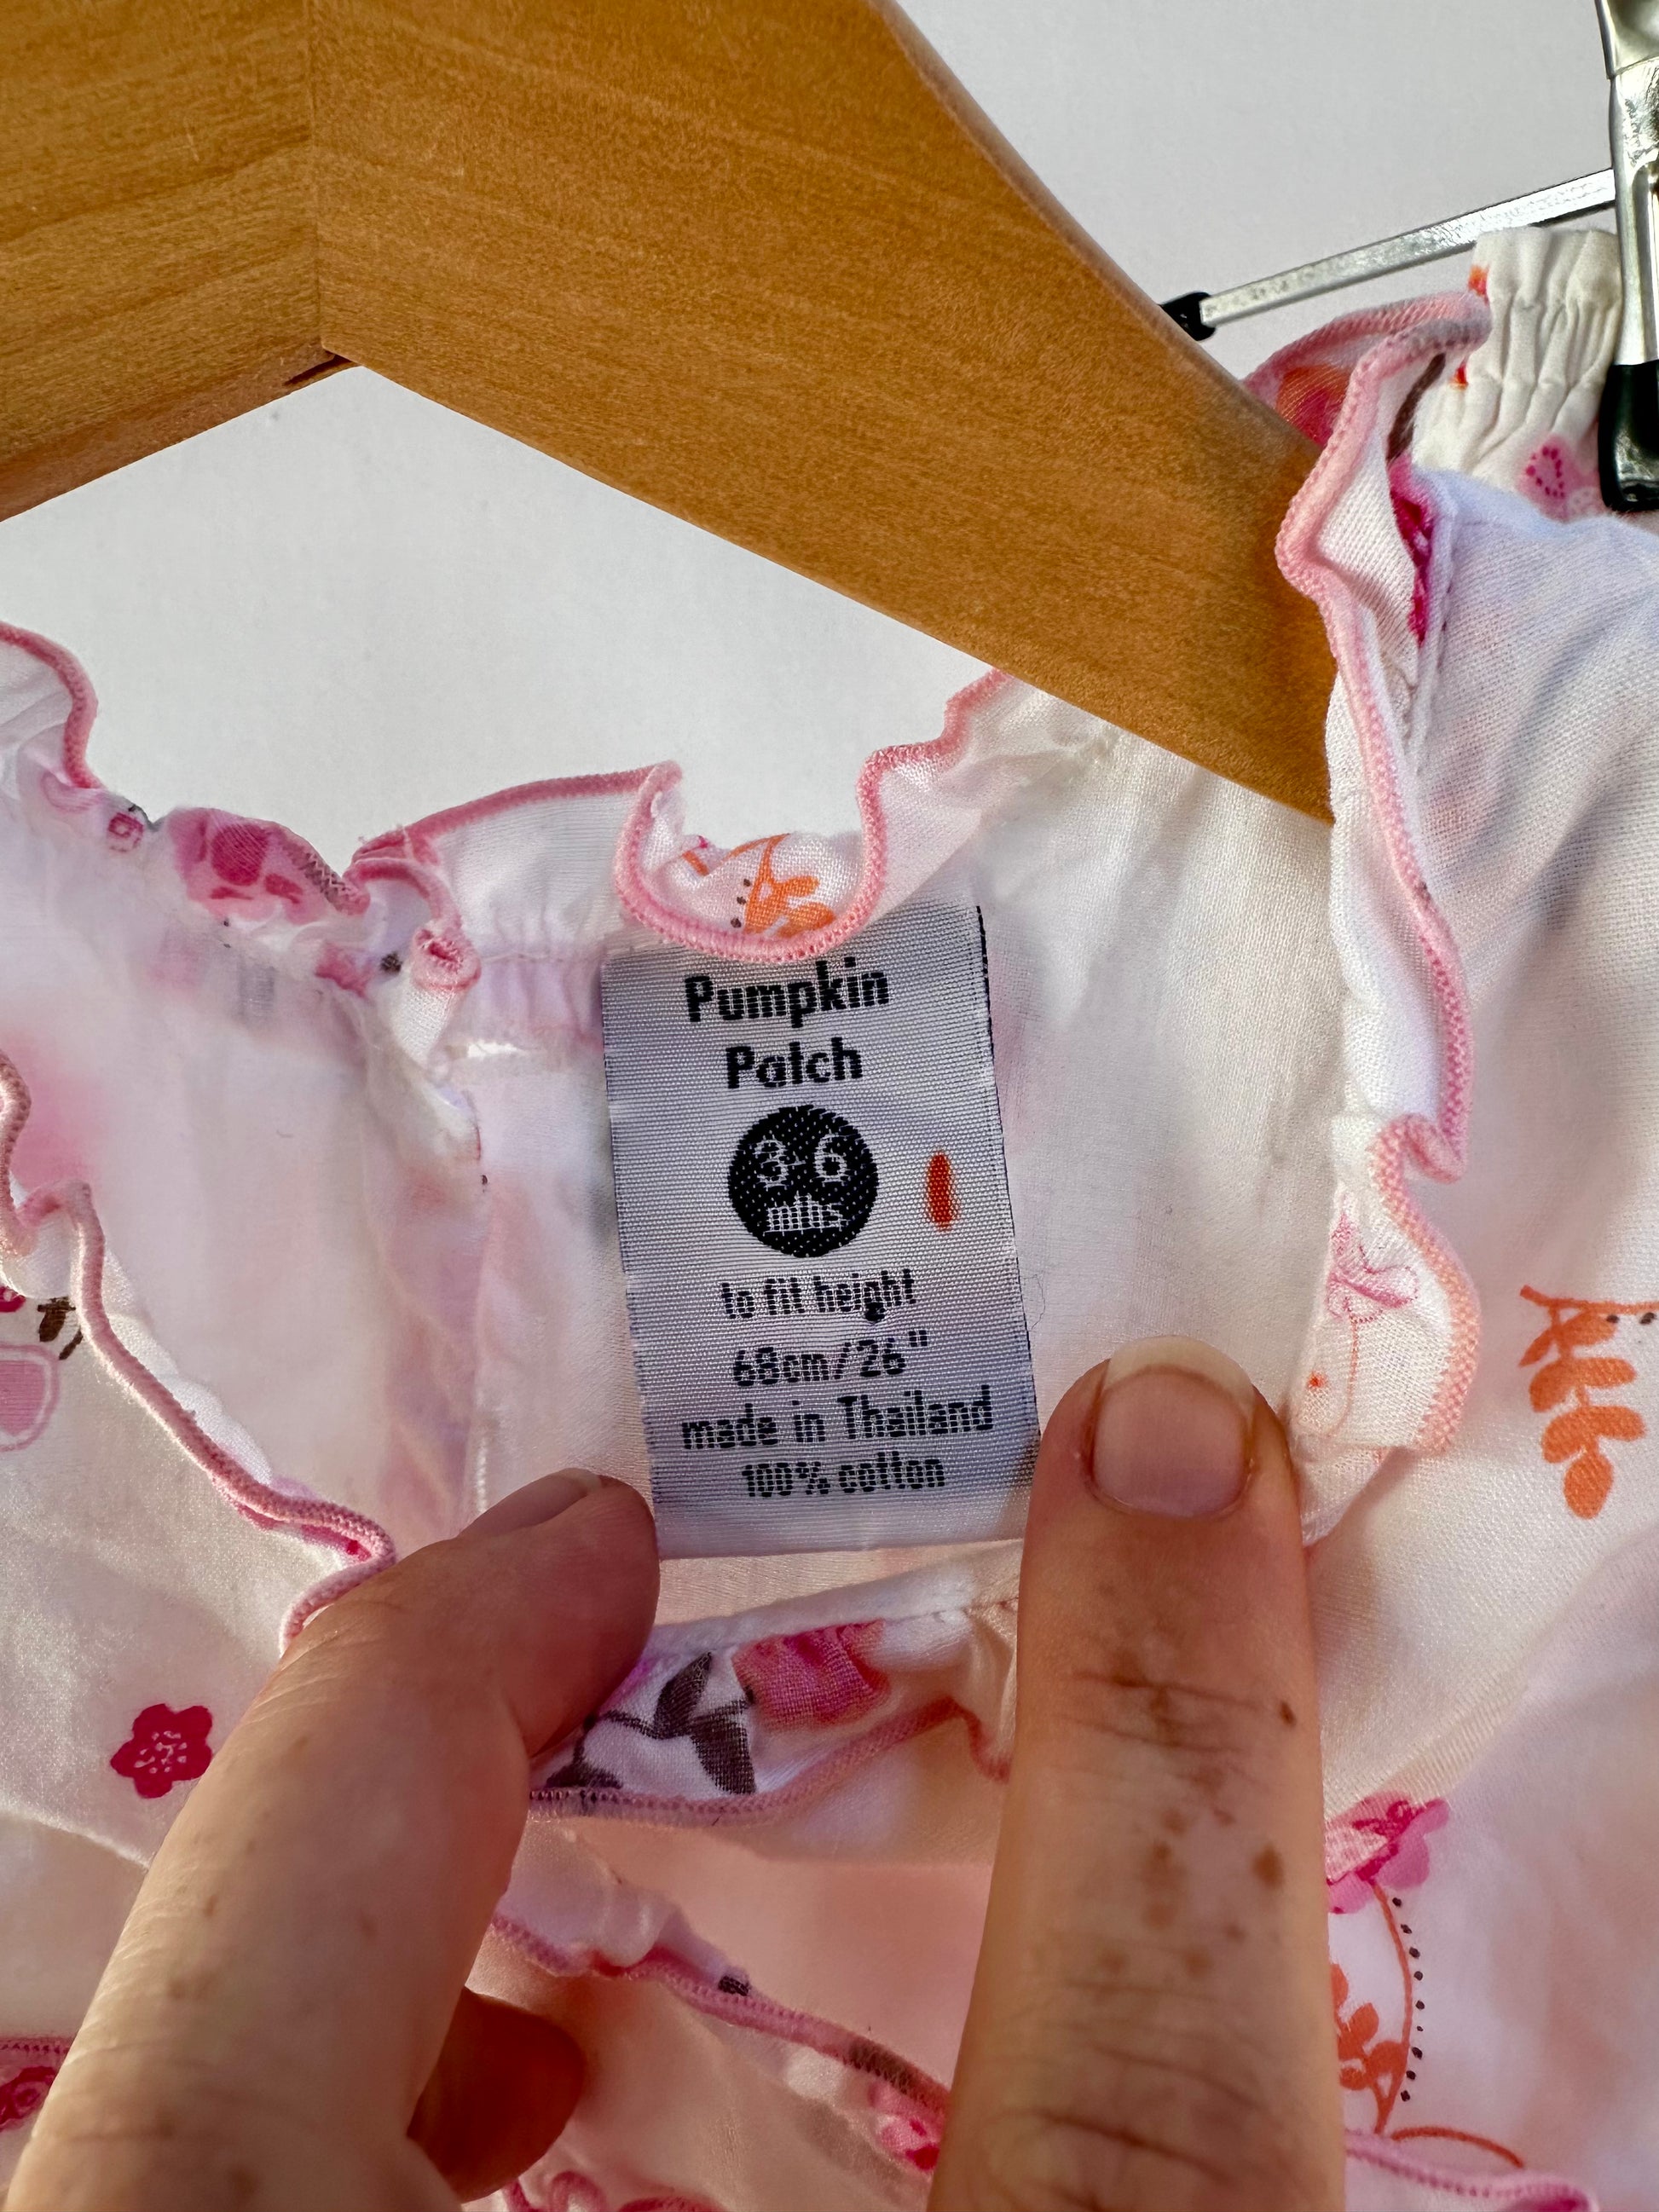 Pumpkin
Patch
3-6
mths
to fit height
68cm/26"
made in Thailand
100% cotton